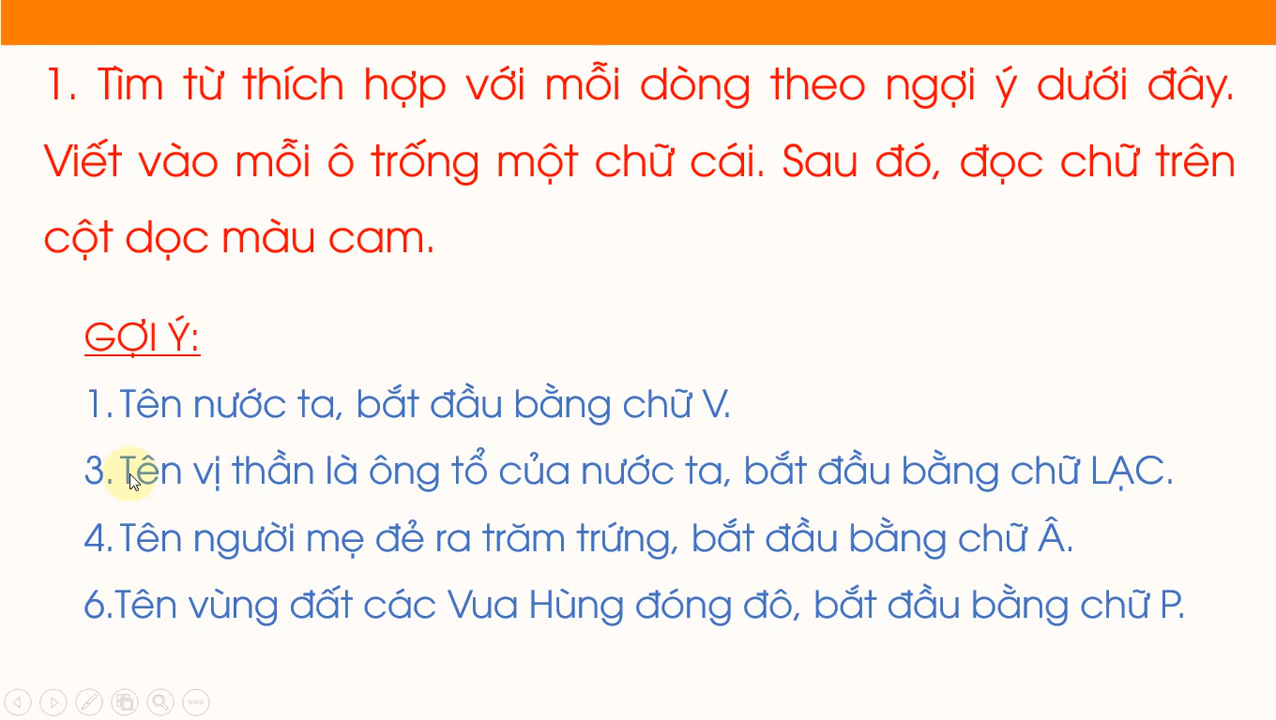 1. Tìm từ thích hợp với mỗi dòng theo ngợi ý dưới đây.
Viết vào mỗi ô trống một chữ cái. Sau đó, đọc chữ trên
cột dọc màu cam.
GỢI Ý:
1. Tên nước ta, bắt đầu bằng chữ V.
3. Tên vị thần là ông tổ của nước ta, bắt đầu bằng chữ LẠC.
4. Tên người mẹ đẻ ra trăm trứng, bắt đầu bằng chữ Â.
6.Tên vùng đất các Vua Hùng đóng đô, bắt đầu bằng chữ P.